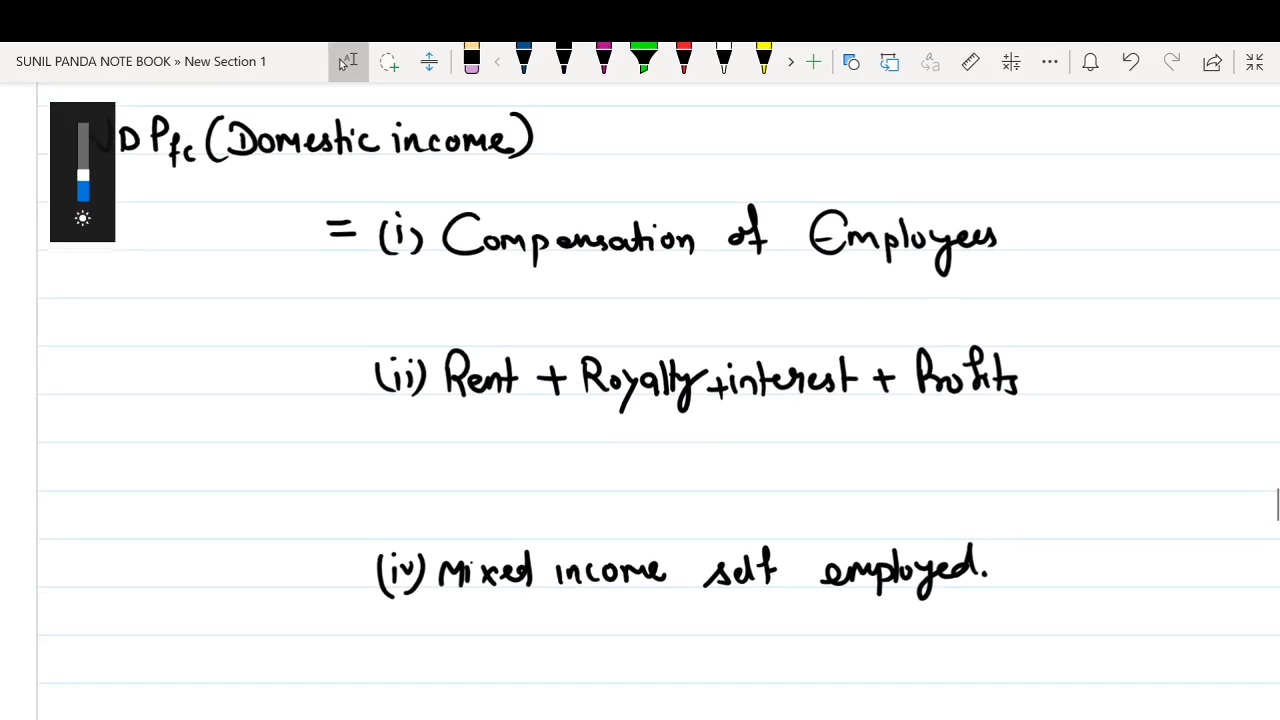 SUNIL PANDA NOTE BOOK » New Section 1
NDPfc (Domestic income)
= (i) Compensation of Employees
(ii) Rent + Royalty + interest + Profits
(iv) Mixed income self employed.